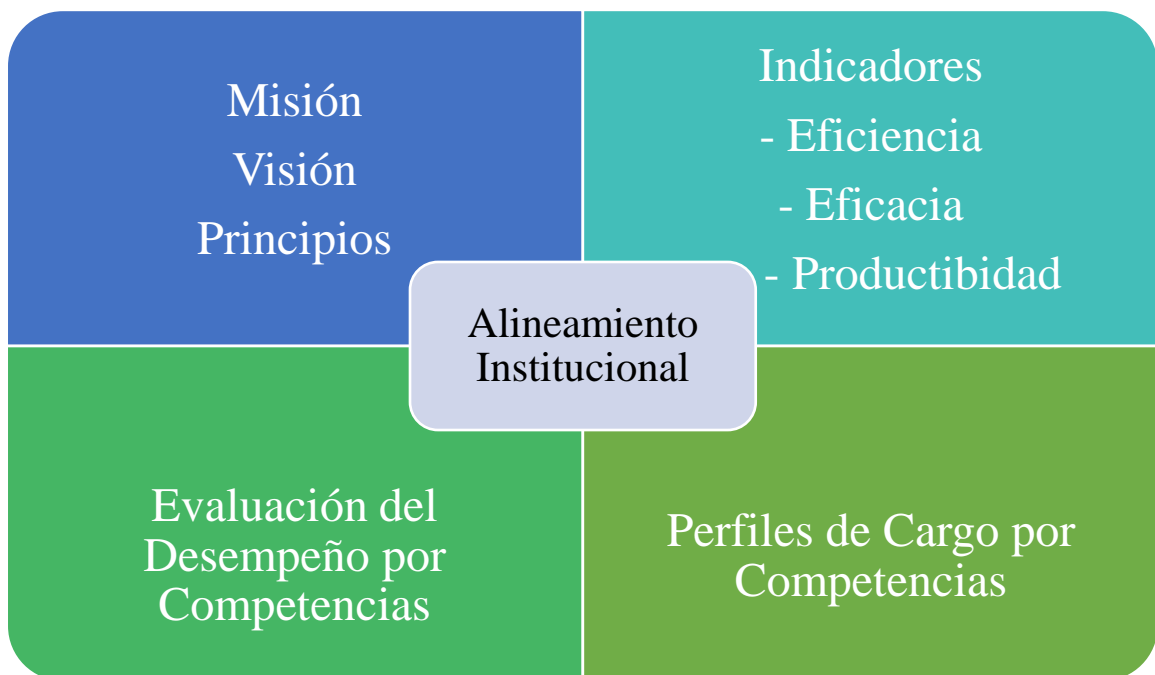 Misión
Visión
Principios
Indicadores
- Eficiencia
- Eficacia
- Productibidad
Alineamiento
Institucional
Evaluación del
Desempeño por
Competencias
Perfiles de Cargo por
Competencias